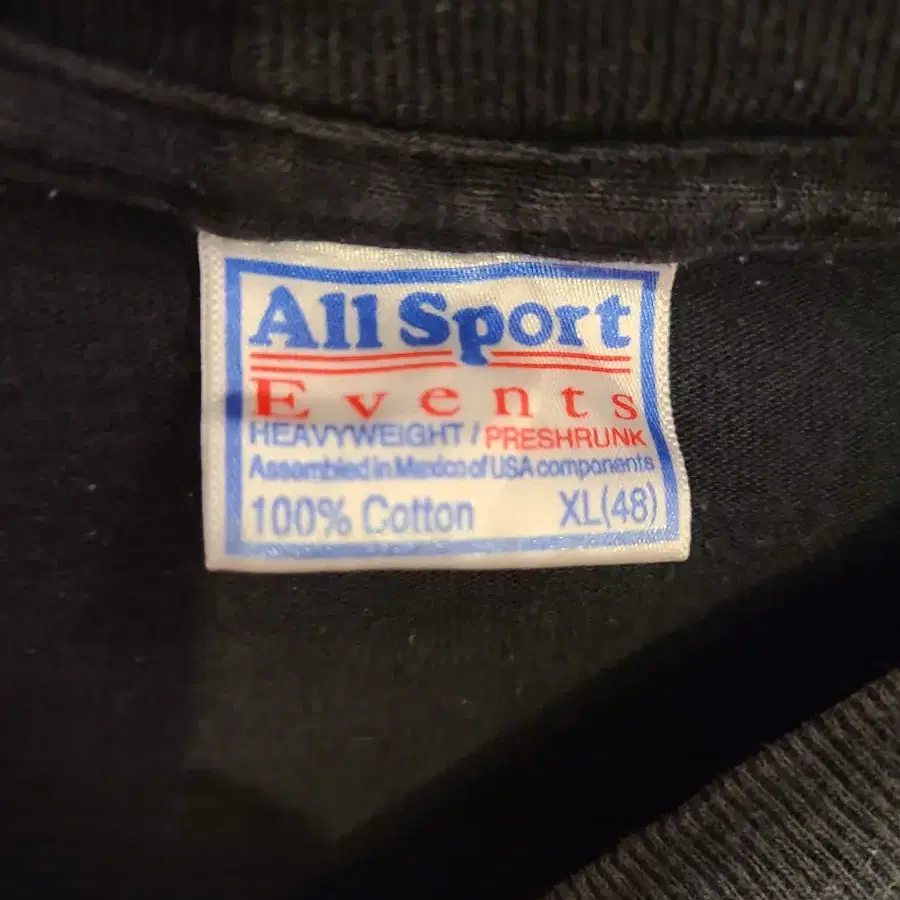 All Sport
Events
HEAVYWEIGHT / PRESHRUNK
Assembled in Mexico of USA components
100% Cotton XL(48)